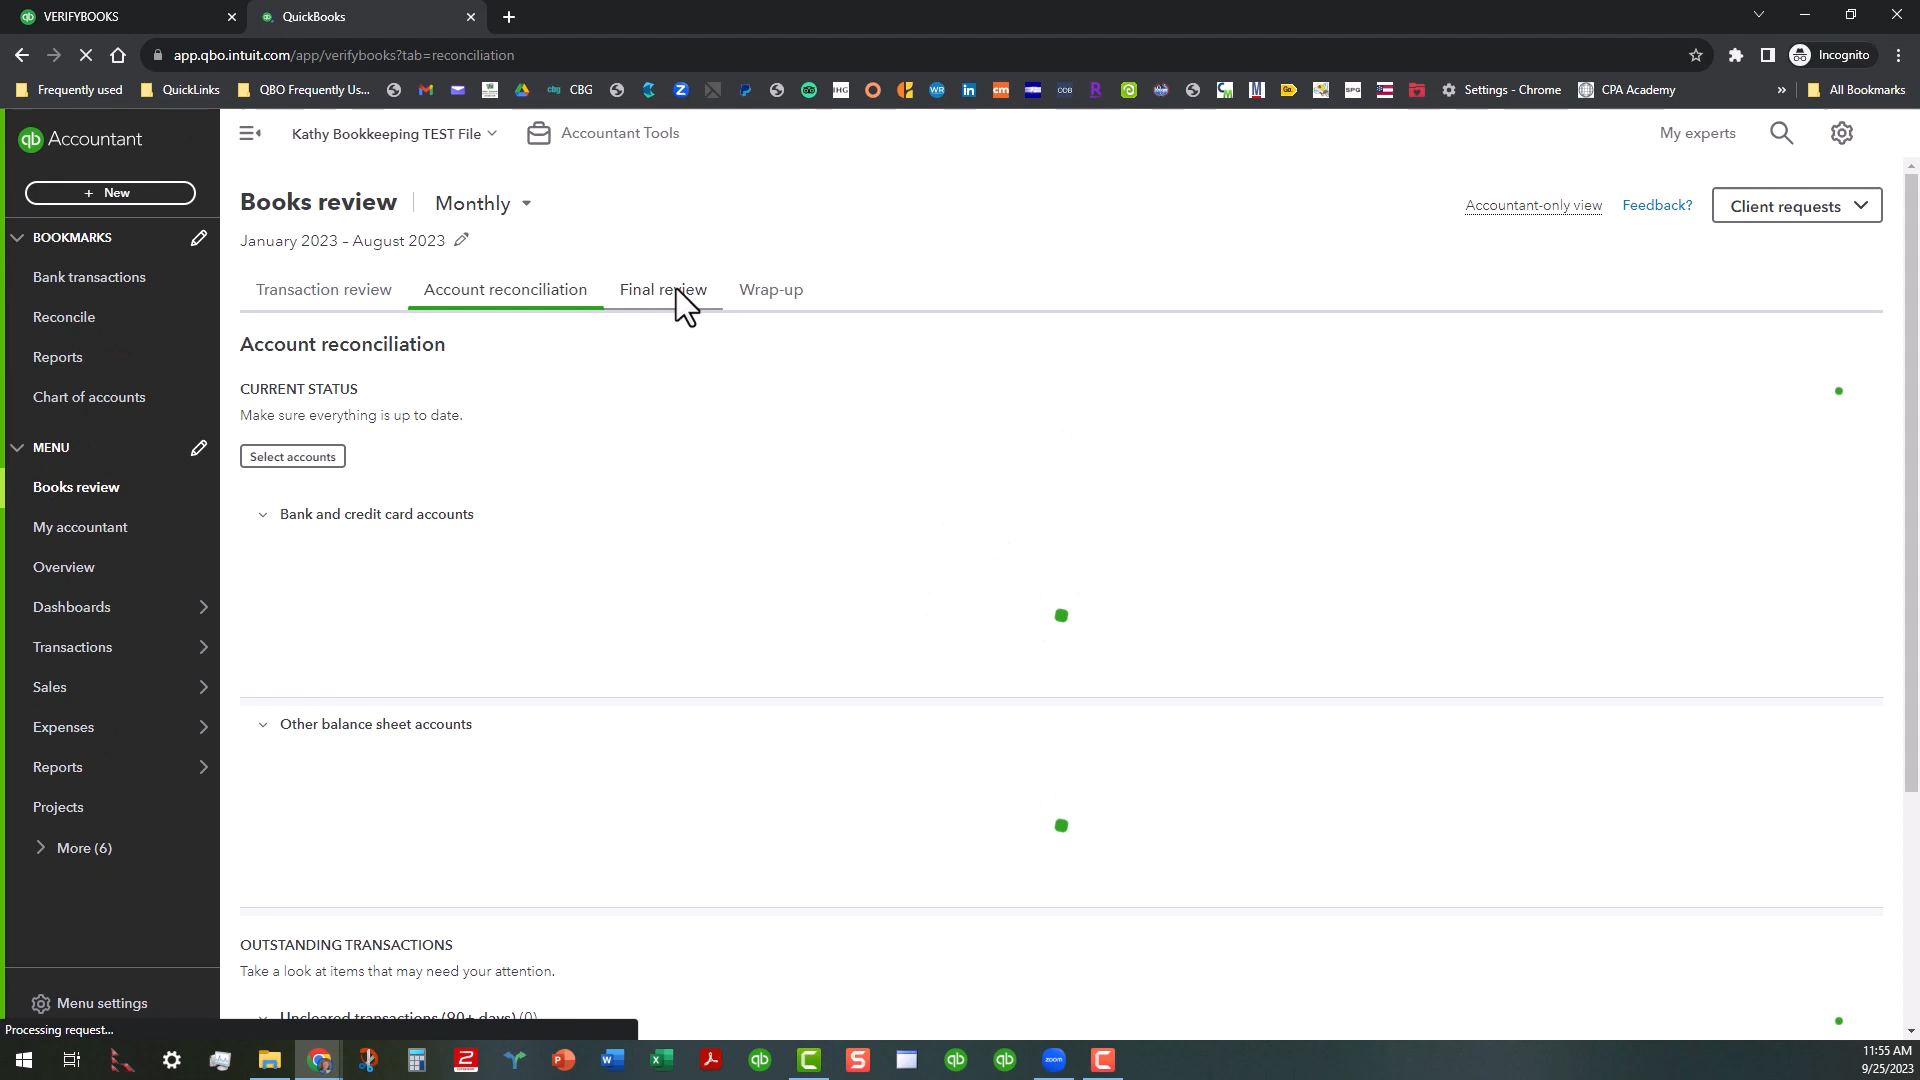 VERIFYBOOKS
QuickBooks
app.qbo.intuit.com/app/verifybooks?tab=reconciliation
Incognito
Frequently used
QuickLinks
QBO Frequently Us...
CBG
Settings - Chrome
CPA Academy
»
All Bookmarks
qb Accountant
Kathy Bookkeeping TEST File
Accountant Tools
My experts
+ New
Books review
Monthly
Accountant-only view
Feedback?
Client requests
January 2023 – August 2023
BOOKMARKS
Bank transactions
Reconcile
Reports
Chart of accounts
MENU
Books review
My accountant
Overview
Dashboards
Transactions
Sales
Expenses
Reports
Projects
More (6)
Menu settings
Transaction review
Account reconciliation
Final review
Wrap-up
Account reconciliation
CURRENT STATUS
Make sure everything is up to date.
Select accounts
Bank and credit card accounts
Other balance sheet accounts
OUTSTANDING TRANSACTIONS
Take a look at items that may need your attention.
Uncleared transactions (90+ days) (0)
Processing request...
11:55 AM
9/25/2023